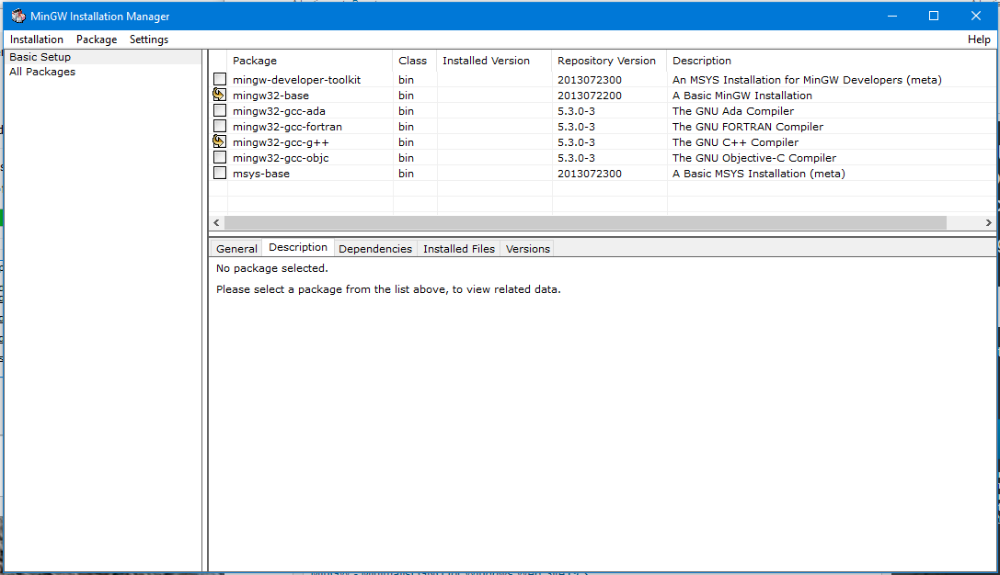 MinGW Installation Manager
Installation Package Settings Help
Basic Setup
All Packages
Package Class Installed Version Repository Version Description
mingw-developer-toolkit bin 2013072300 An MSYS Installation for MinGW Developers (meta)
mingw32-base bin 2013072200 A Basic MinGW Installation
mingw32-gcc-ada bin 5.3.0-3 The GNU Ada Compiler
mingw32-gcc-fortran bin 5.3.0-3 The GNU FORTRAN Compiler
mingw32-gcc-g++ bin 5.3.0-3 The GNU C++ Compiler
mingw32-gcc-objc bin 5.3.0-3 The GNU Objective-C Compiler
msys-base bin 2013072300 A Basic MSYS Installation (meta)
General Description Dependencies Installed Files Versions
No package selected.
Please select a package from the list above, to view related data.